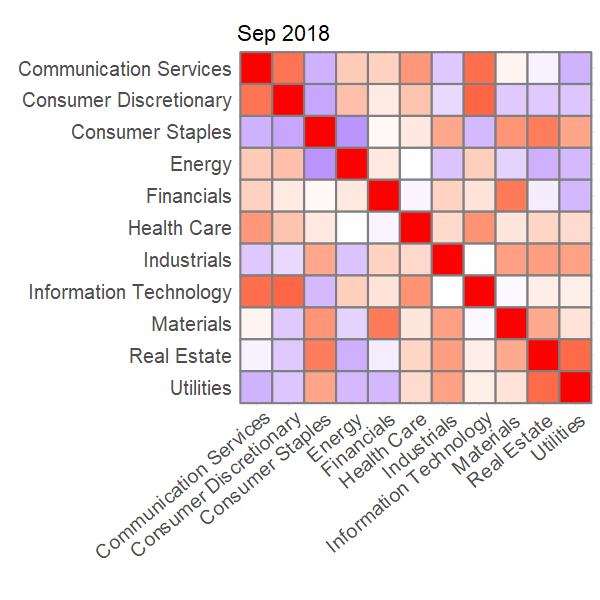 Sep 2018
Communication Services
Consumer Discretionary
Consumer Staples
Energy
Financials
Health Care
Industrials
Information Technology
Materials
Real Estate
Utilities
Communication Services
Consumer Discretionary
Consumer Staples
Energy
Financials
Health Care
Industrials
Information Technology
Materials
Real Estate
Utilities